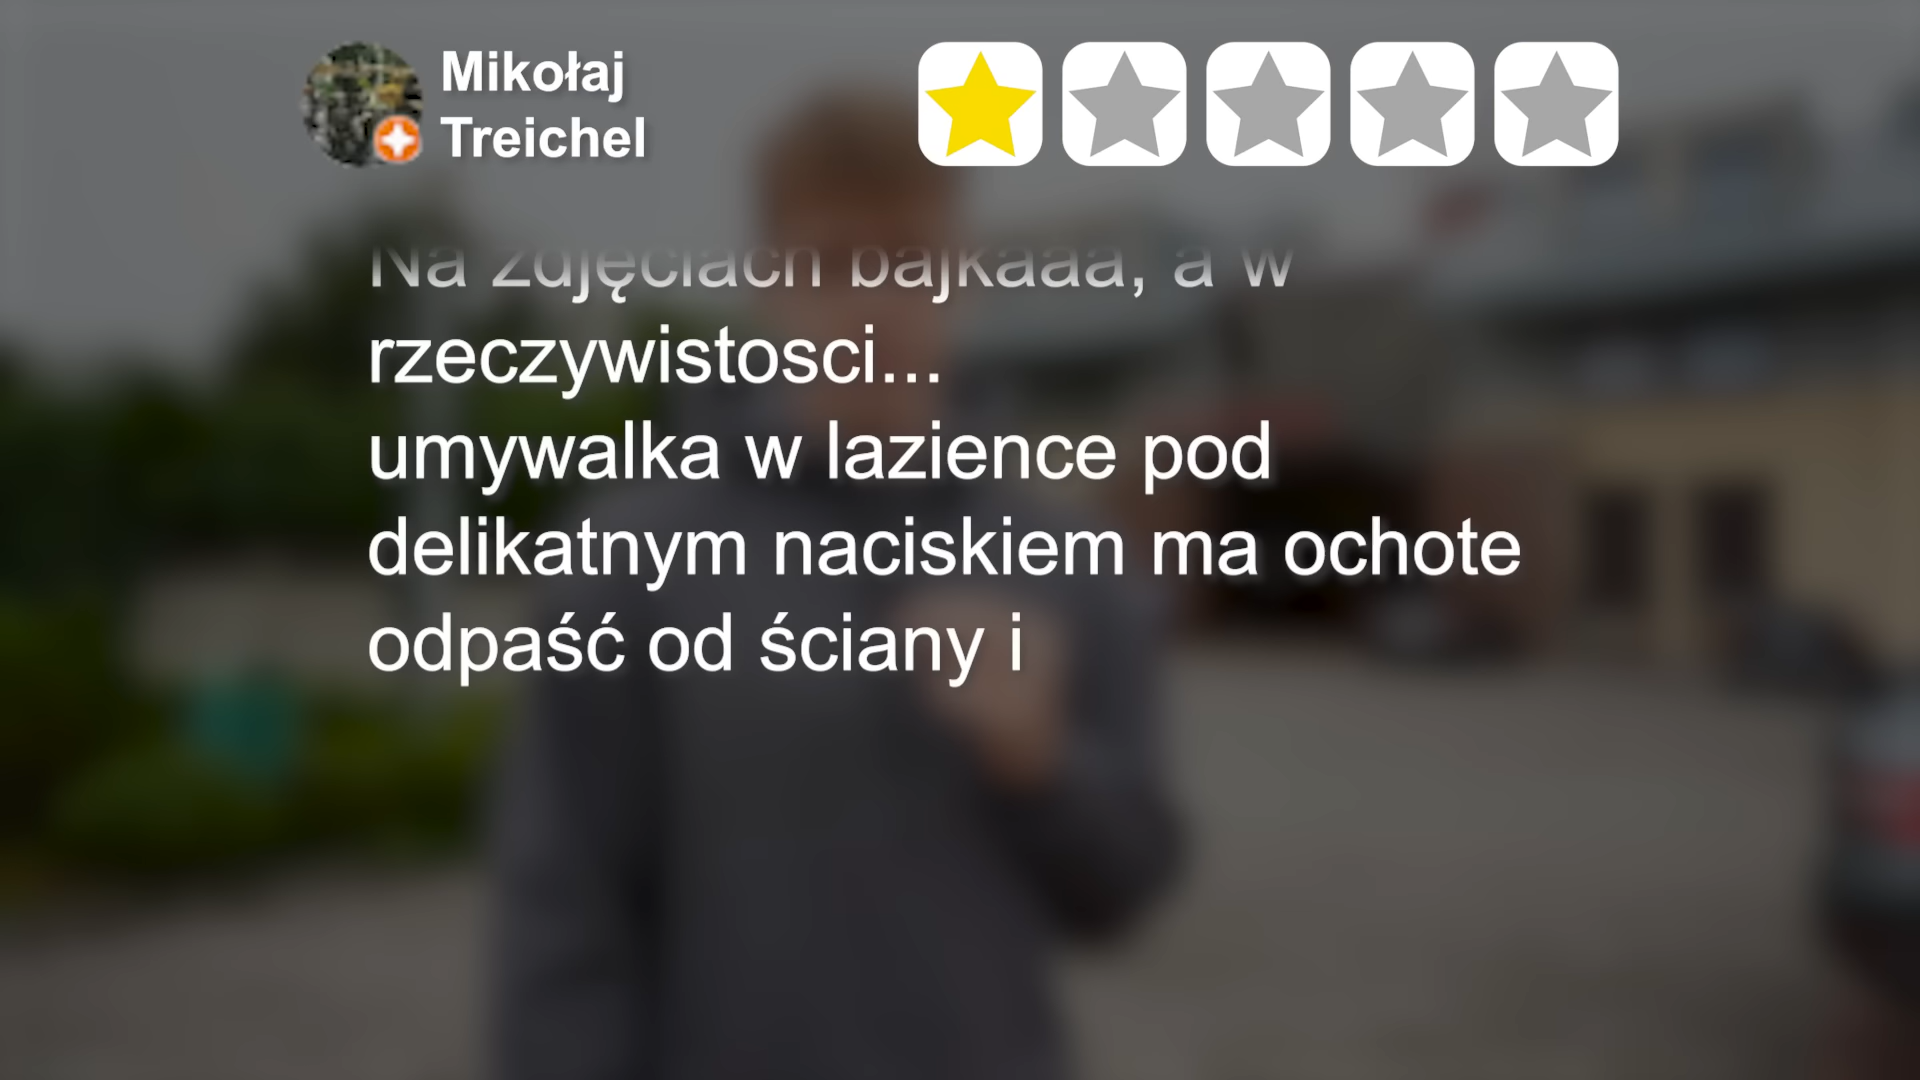 Mikołaj
Treichel
Na zdjęciach bajkaaa, a w
rzeczywistosci...
umywalka w lazience pod
delikatnym naciskiem ma ochote
odpaść od ściany i